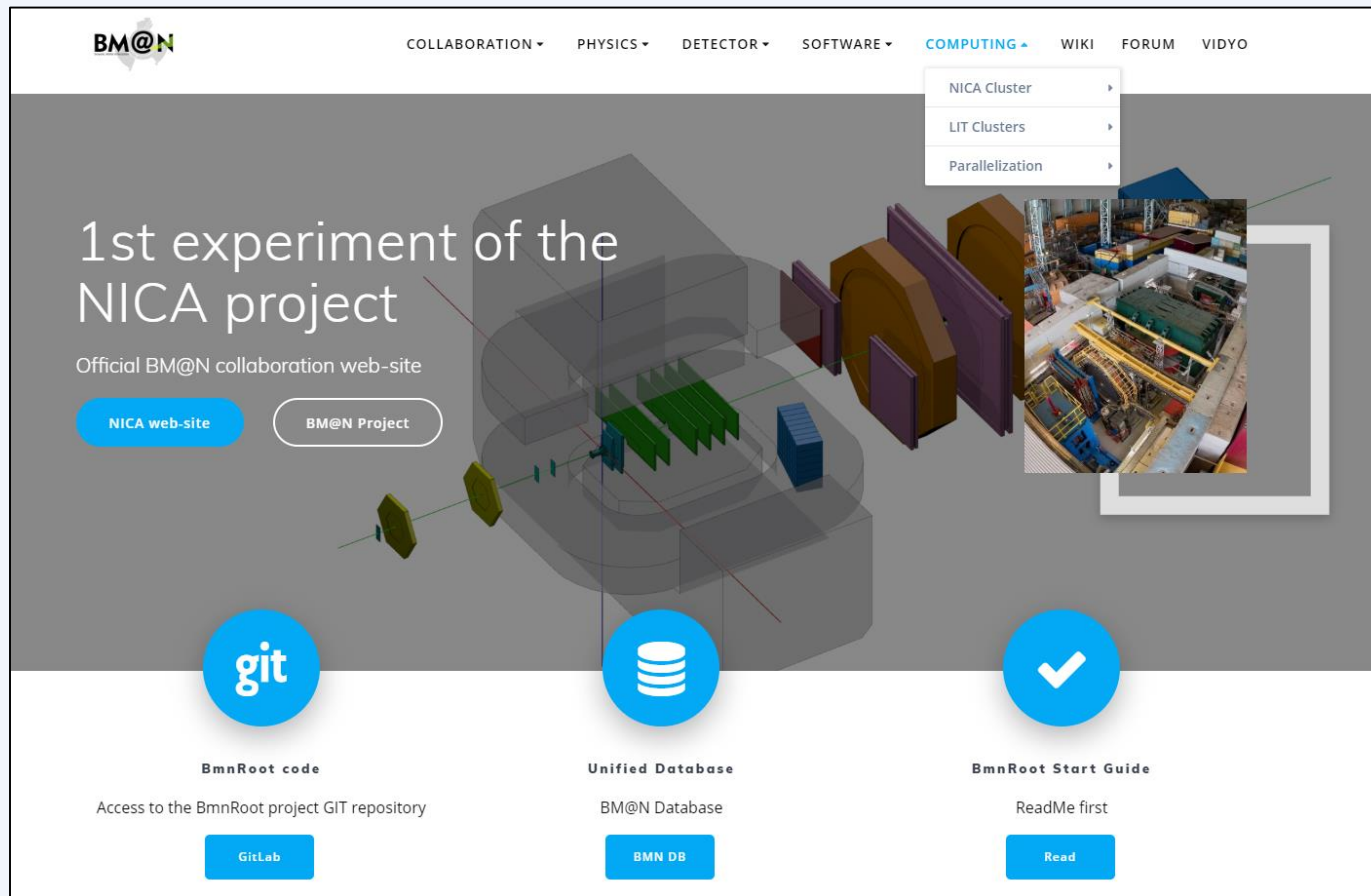 BM@N
COLLABORATION PHYSICS DETECTOR SOFTWARE COMPUTING WIKI FORUM VIDYO
NICA Cluster
LIT Clusters
Parallelization
1st experiment of the
NICA project
Official BM@N collaboration web-site
NICA web-site BM@N Project
git
BmnRoot code Unified Database BmnRoot Start Guide
Access to the BmnRoot project GIT repository BM@N Database ReadMe first
GitLab BMN DB Read